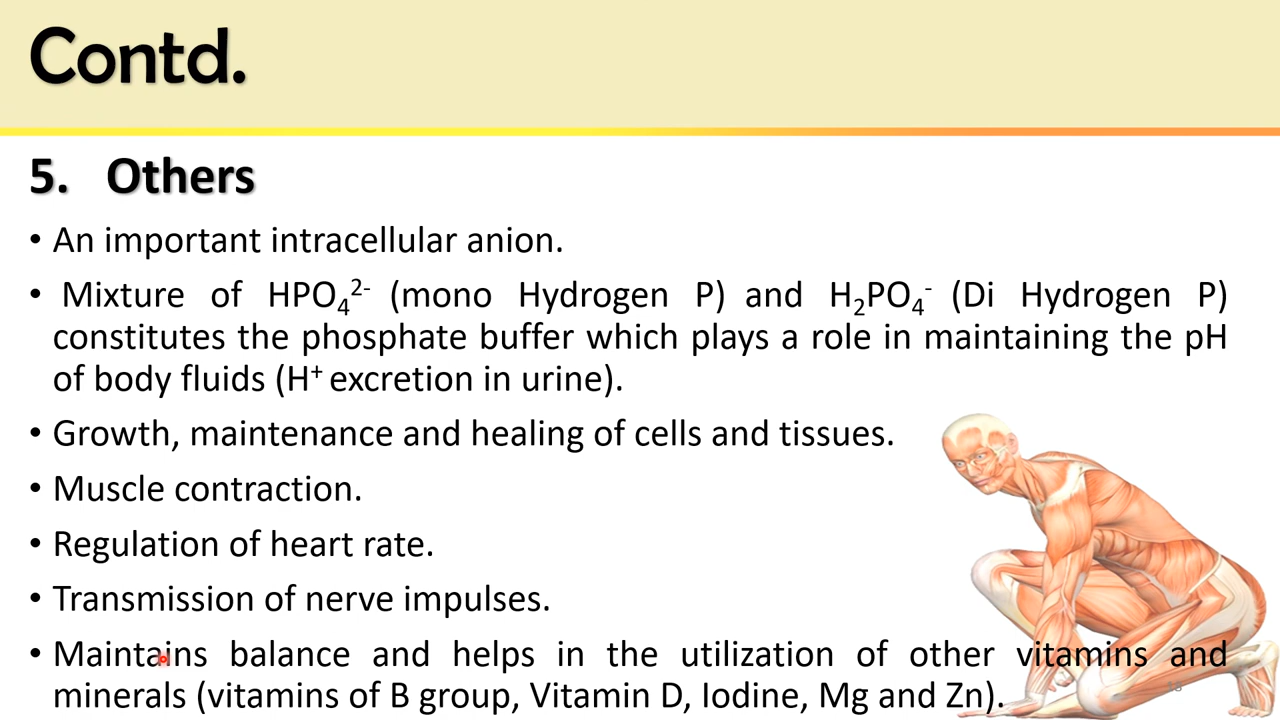 Contd.
5. Others
• An important intracellular anion.
• Mixture of HPO₄²⁻ (mono Hydrogen P) and H₂PO₄⁻ (Di Hydrogen P)
constitutes the phosphate buffer which plays a role in maintaining the pH
of body fluids (H⁺ excretion in urine).
• Growth, maintenance and healing of cells and tissues.
• Muscle contraction.
• Regulation of heart rate.
• Transmission of nerve impulses.
• Maintains balance and helps in the utilization of other vitamins and
minerals (vitamins of B group, Vitamin D, Iodine, Mg and Zn).